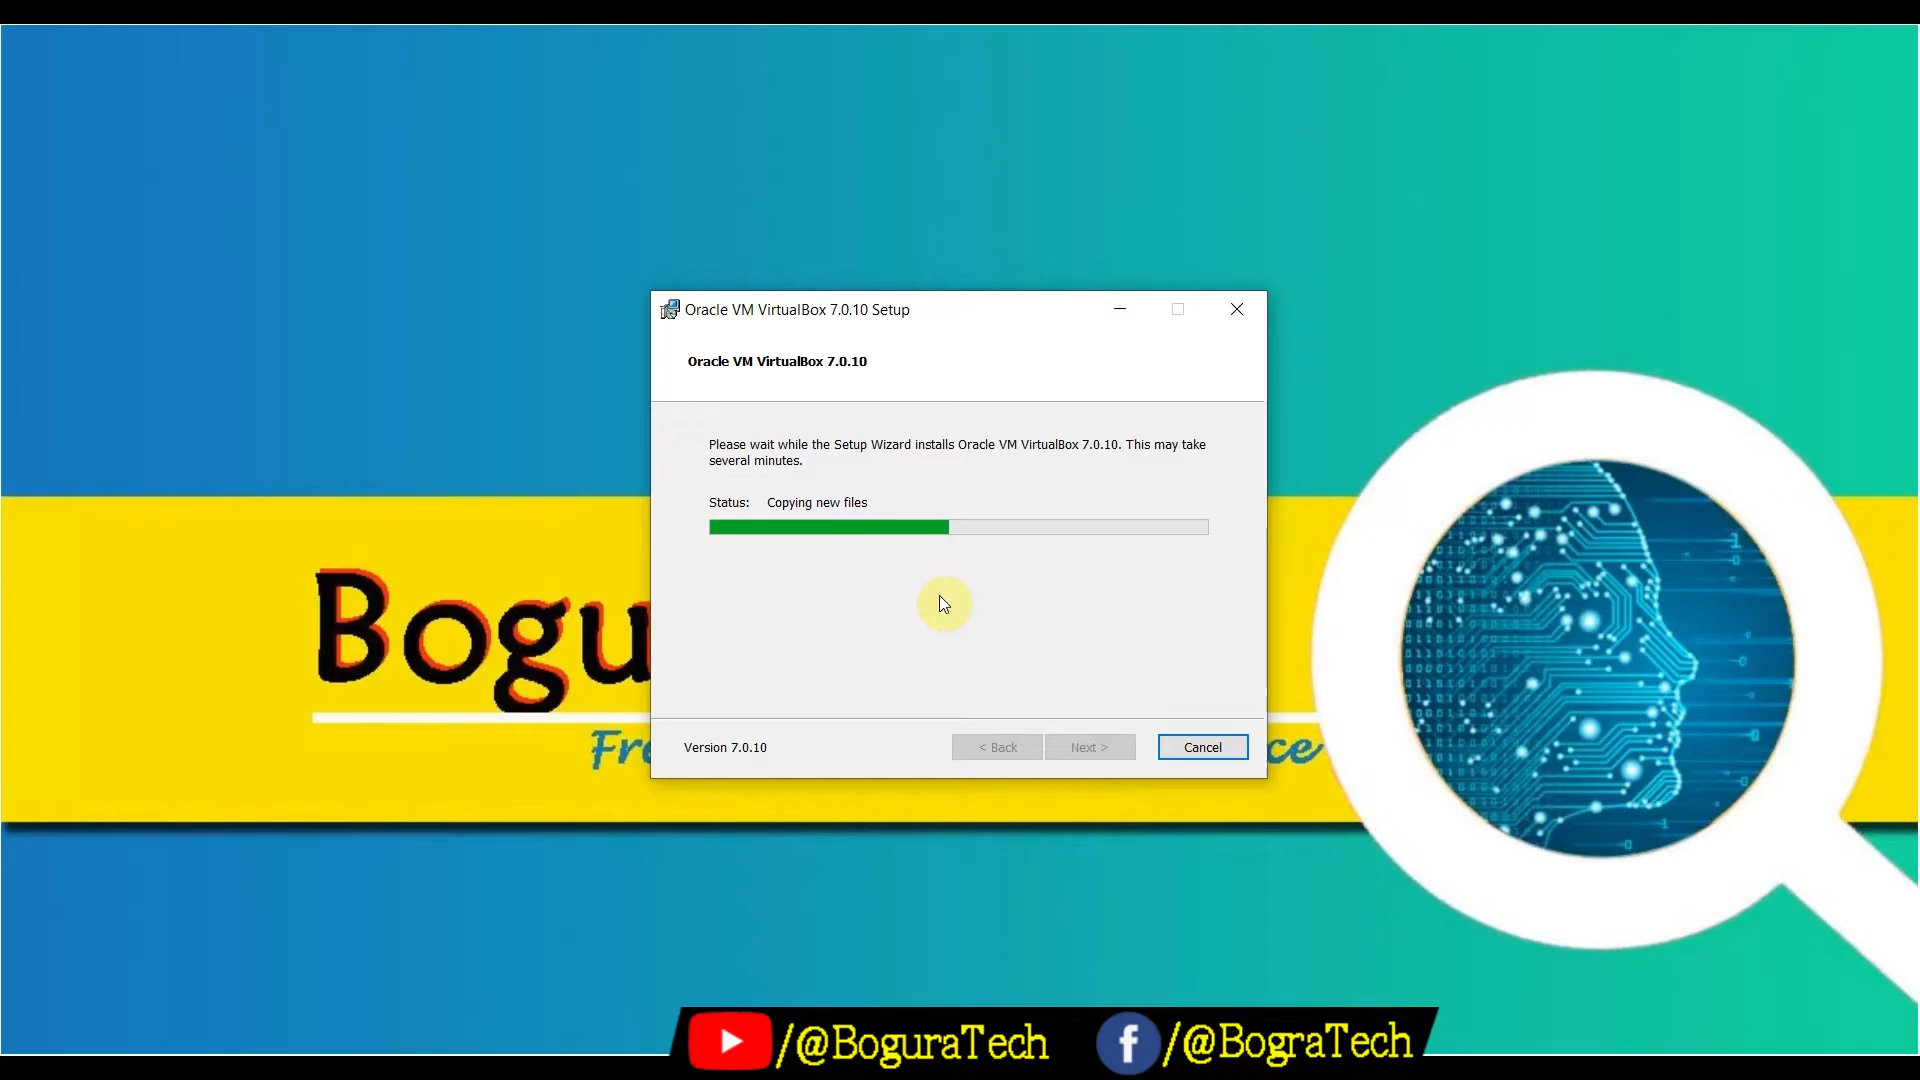 Oracle VM VirtualBox 7.0.10 Setup
Oracle VM VirtualBox 7.0.10
Please wait while the Setup Wizard installs Oracle VM VirtualBox 7.0.10. This may take
several minutes.
Status: Copying new files
Bogu
Fre
ce
Version 7.0.10
< Back
Next >
Cancel
/@BoguraTech
/@BograTech